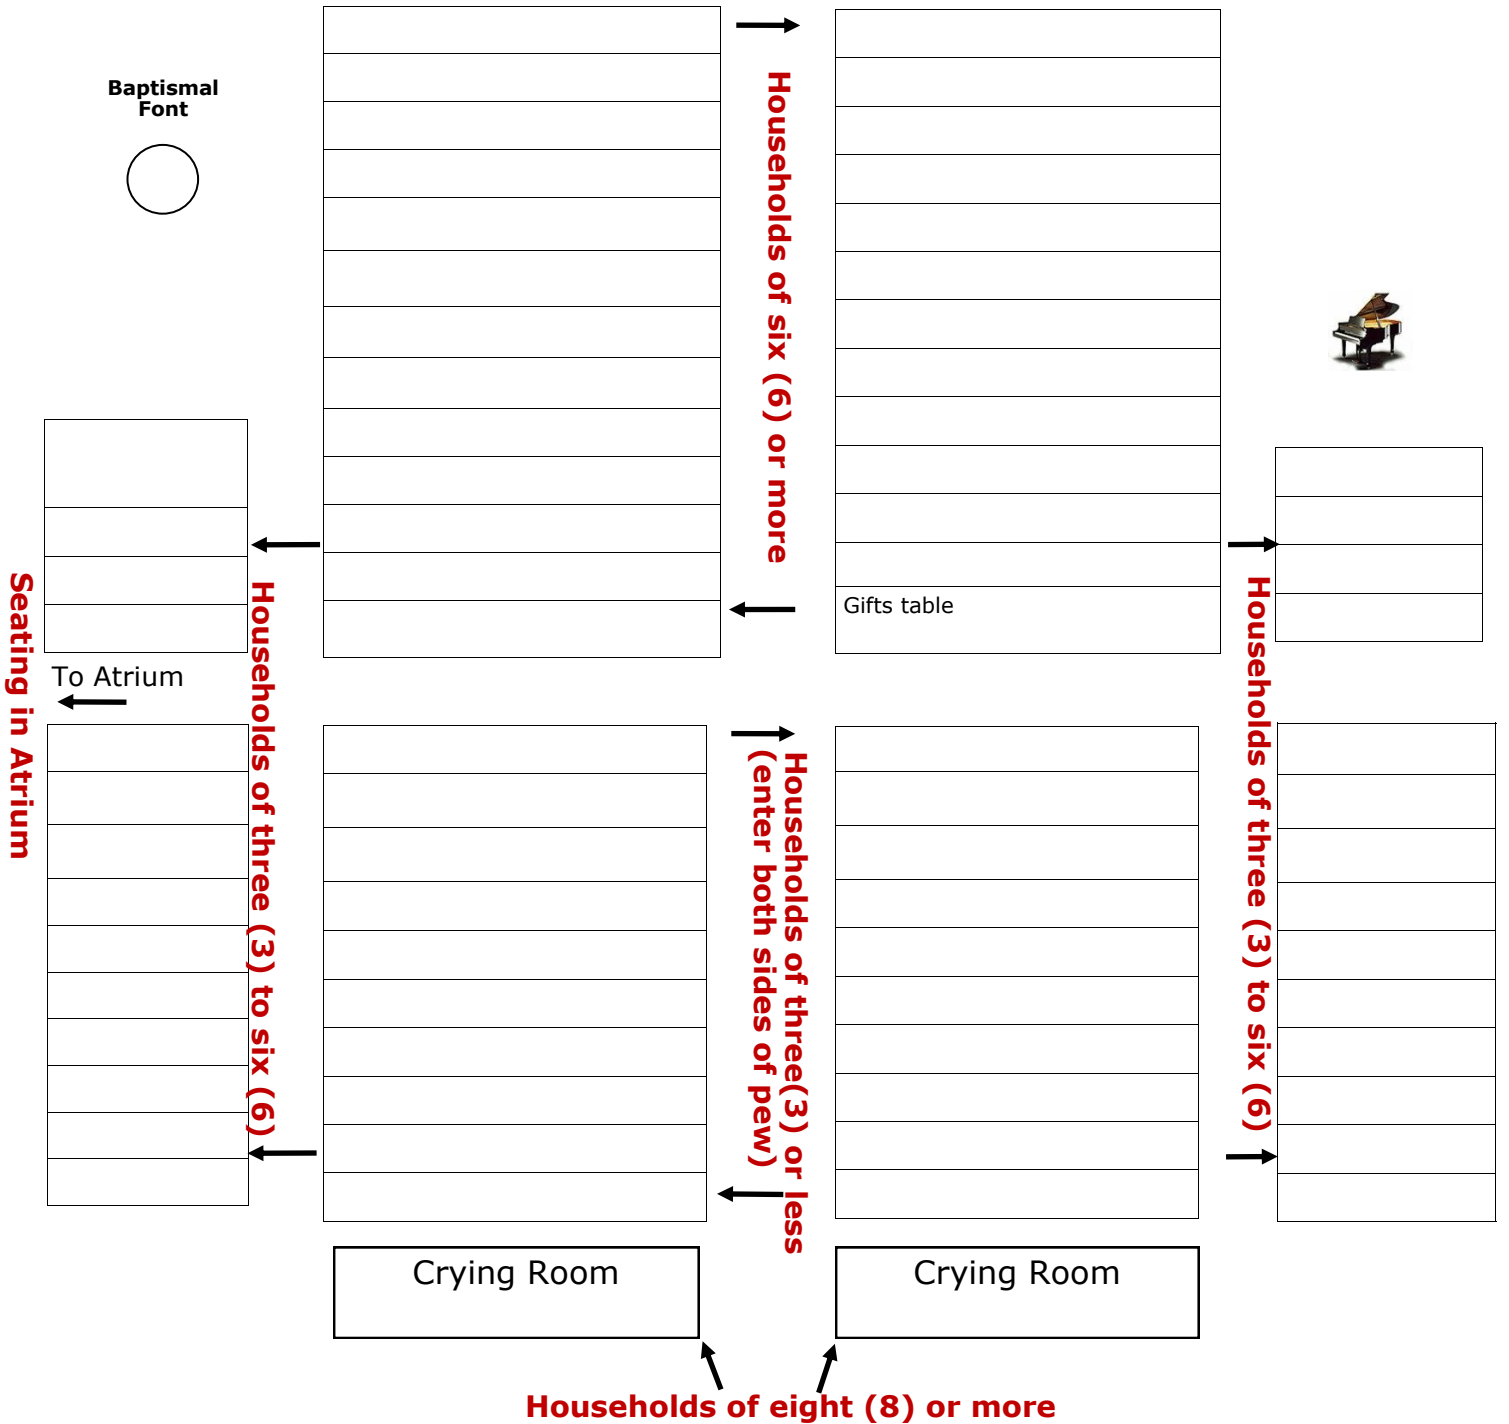 Baptismal
Font
Households of six (6) or more
Gifts table
Seating in Atrium
To Atrium
Households of three (3) to six (6)
Households of three(3) or less
(enter both sides of pew)
Households of three (3) to six (6)
Crying Room
Crying Room
Households of eight (8) or more